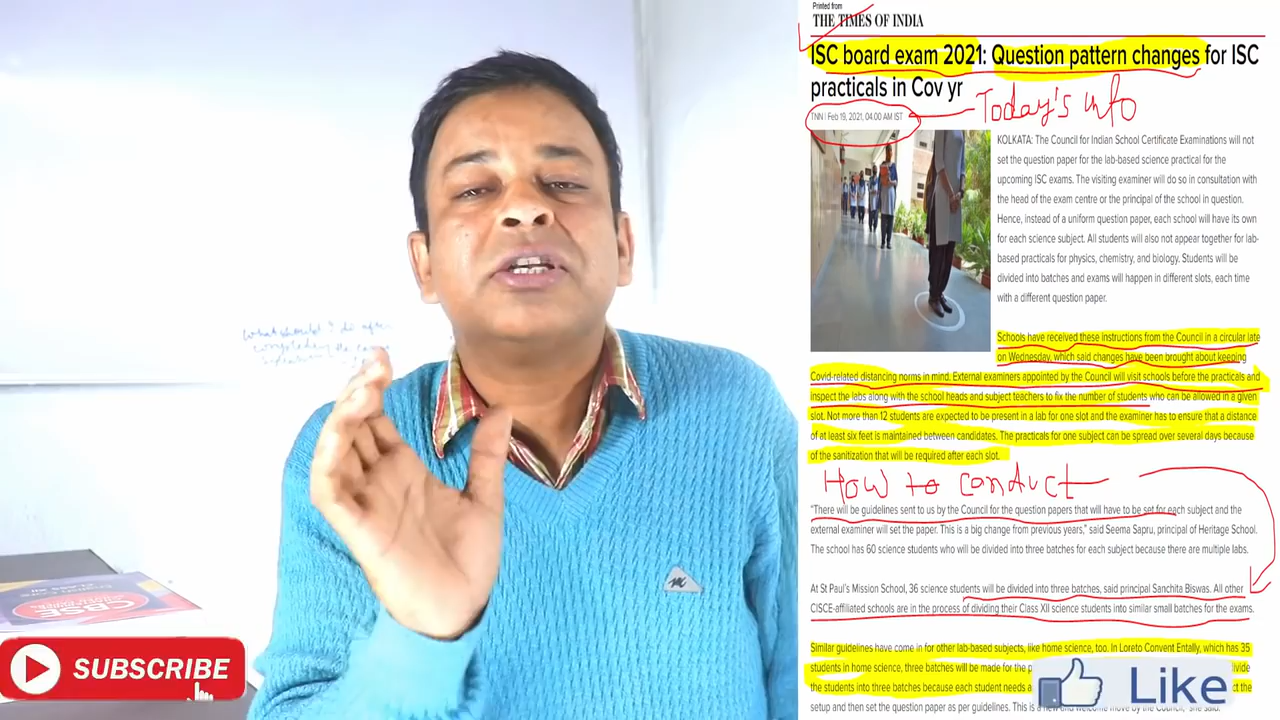 What should I do after
CBSE
SUBSCRIBE
Printed from
THE TIMES OF INDIA
ISC board exam 2021: Question pattern changes for ISC
practicals in Cov yr
TNN | Feb 19, 2021, 04.00 AM IST
Today's info
KOLKATA: The Council for Indian School Certificate Examinations will not
set the question paper for the lab-based science practical for the
upcoming ISC exams. The visiting examiner will do so in consultation with
the head of the exam centre or the principal of the school in question.
Hence, instead of a uniform question paper, each school will have its own
for each science subject. All students will also not appear together for lab-
based practicals for physics, chemistry, and biology. Students will be
divided into batches and exams will happen in different slots, each time
with a different question paper.
Schools have received these instructions from the Council in a circular late
on Wednesday, which said changes have been brought about keeping
Covid-related distancing norms in mind. External examiners appointed by the Council will visit schools before the practicals and
inspect the labs along with the school heads and subject teachers to fix the number of students who can be allowed in a given
slot. Not more than 12 students are expected to be present in a lab for one slot and the examiner has to ensure that a distance
of at least six feet is maintained between candidates. The practicals for one subject can be spread over several days because
of the sanitization that will be required after each slot.
How to conduct
"There will be guidelines sent to us by the Council for the question papers that will have to be set for each subject and the
external examiner will set the paper. This is a big change from previous years," said Seema Sapru, principal of Heritage School.
The school has 60 science students who will be divided into three batches for each subject because there are multiple labs.
At St Paul's Mission School, 36 science students will be divided into three batches, said principal Sanchita Biswas. All other
CISCE-affiliated schools are in the process of dividing their Class XII science students into similar small batches for the exams.
Similar guidelines have come in for other lab-based subjects, like home science, too. In Loreto Convent Entally, which has 35
students in home science, three batches will be made for the
the students into three batches because each student needs
setup and then set the question paper as per guidelines. This is
Like